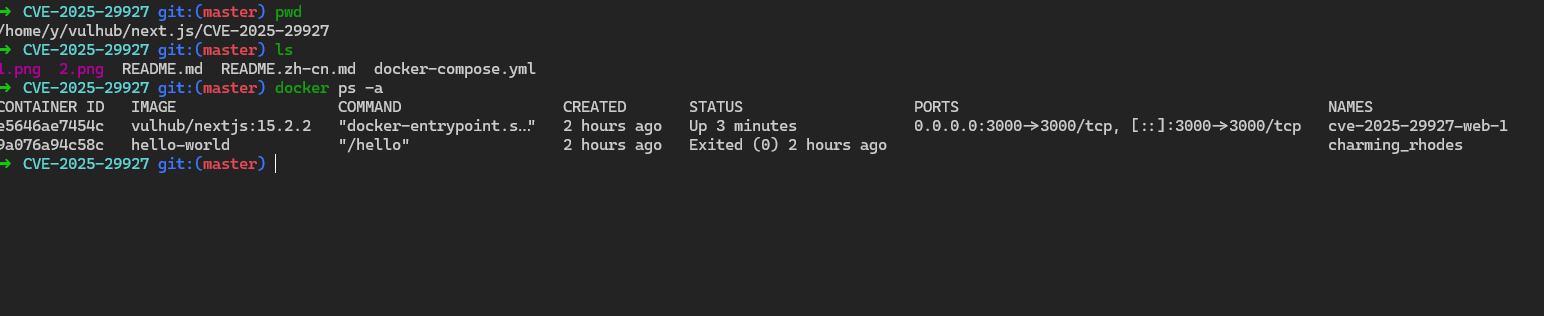 ➜ CVE-2025-29927 git:(master) pwd
/home/y/vulhub/next.js/CVE-2025-29927
➜ CVE-2025-29927 git:(master) ls
1.png 2.png README.md README.zh-cn.md docker-compose.yml
➜ CVE-2025-29927 git:(master) docker ps -a
CONTAINER ID IMAGE COMMAND CREATED STATUS PORTS NAMES
e5646ae7454c vulhub/nextjs:15.2.2 "docker-entrypoint.s…" 2 hours ago Up 3 minutes 0.0.0.0:3000->3000/tcp, [::]:3000->3000/tcp cve-2025-29927-web-1
9a076a94c58c hello-world "/hello" 2 hours ago Exited (0) 2 hours ago charming_rhodes
➜ CVE-2025-29927 git:(master)